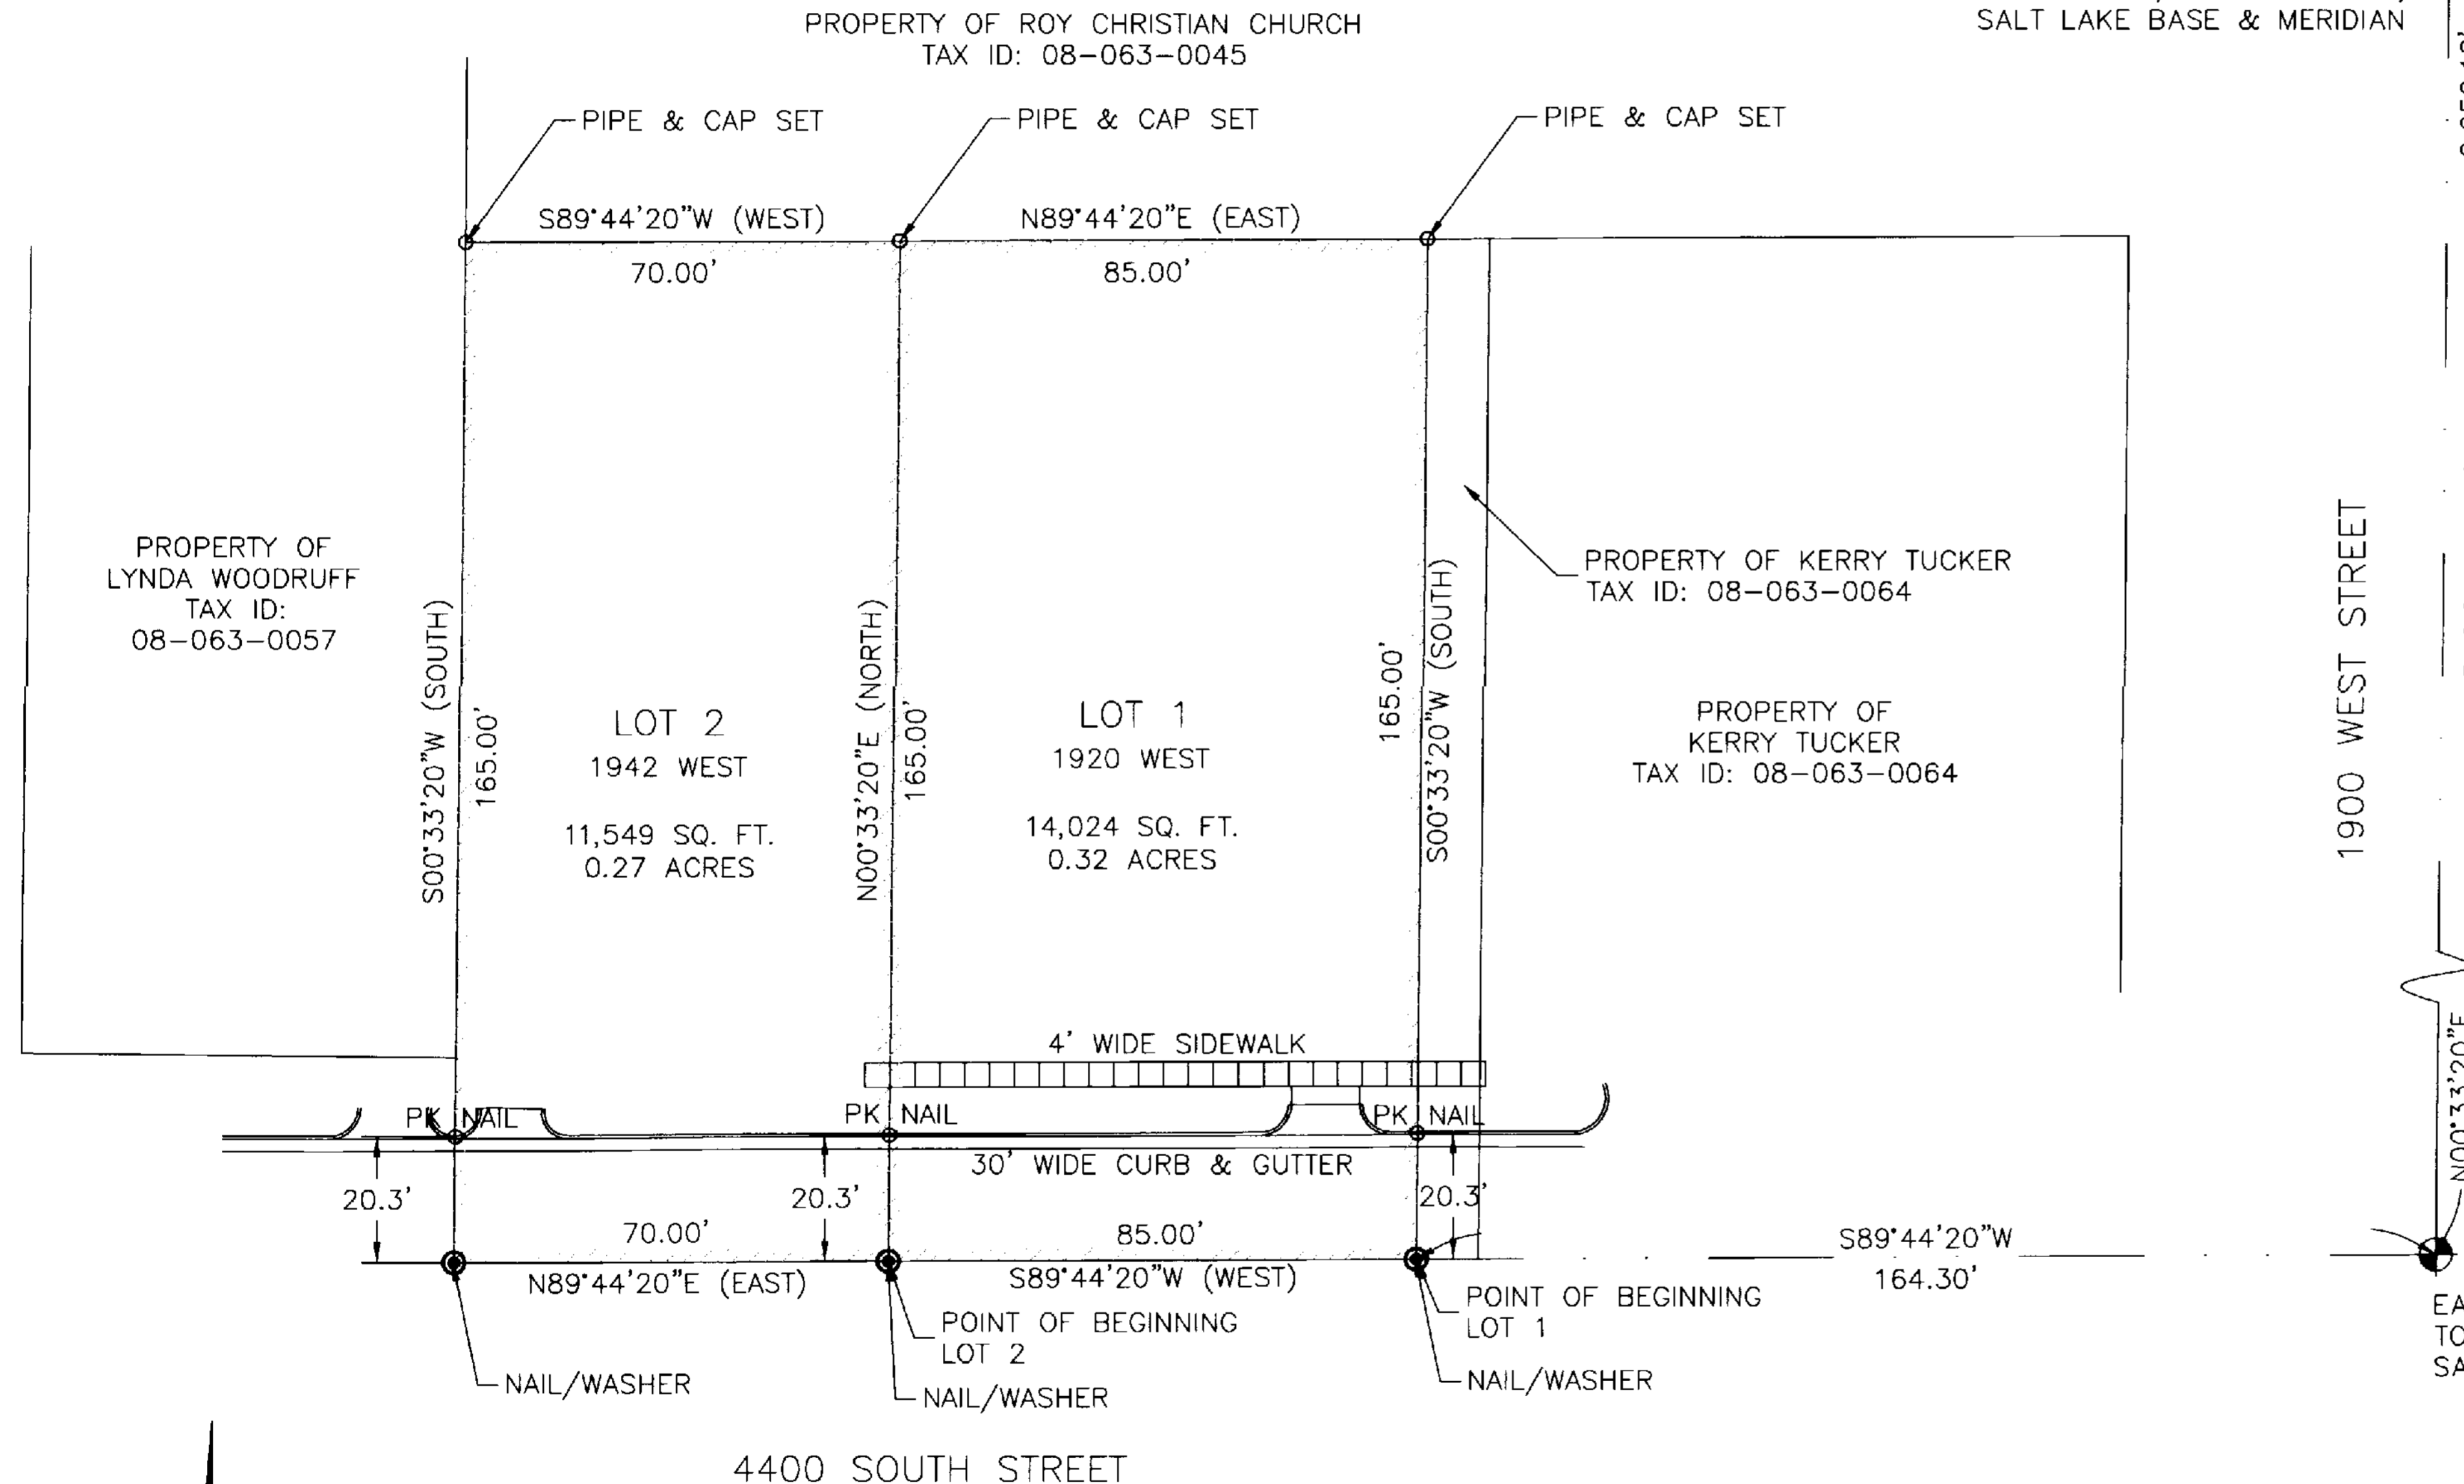 PROPERTY OF ROY CHRISTIAN CHURCH
TAX ID: 08-063-0045
SALT LAKE BASE & MERIDIAN
PIPE & CAP SET
PIPE & CAP SET
PIPE & CAP SET
S89°44'20"W (WEST)
70.00'
N89°44'20"E (EAST)
85.00'
PROPERTY OF
LYNDA WOODRUFF
TAX ID:
08-063-0057
S00°33'20"W (SOUTH)
165.00'
LOT 2
1942 WEST
11,549 SQ. FT.
0.27 ACRES
N00°33'20"E (NORTH)
165.00'
LOT 1
1920 WEST
14,024 SQ. FT.
0.32 ACRES
165.00'
S00°33'20"W (SOUTH)
PROPERTY OF KERRY TUCKER
TAX ID: 08-063-0064
PROPERTY OF
KERRY TUCKER
TAX ID: 08-063-0064
1900 WEST STREET
4' WIDE SIDEWALK
PK NAIL
PK NAIL
PK NAIL
30' WIDE CURB & GUTTER
20.3'
20.3'
20.3'
70.00'
N89°44'20"E (EAST)
85.00'
S89°44'20"W (WEST)
S89°44'20"W
164.30'
N00°33'20"E
POINT OF BEGINNING
LOT 2
POINT OF BEGINNING
LOT 1
NAIL/WASHER
NAIL/WASHER
NAIL/WASHER
EA
TO
SA
4400 SOUTH STREET